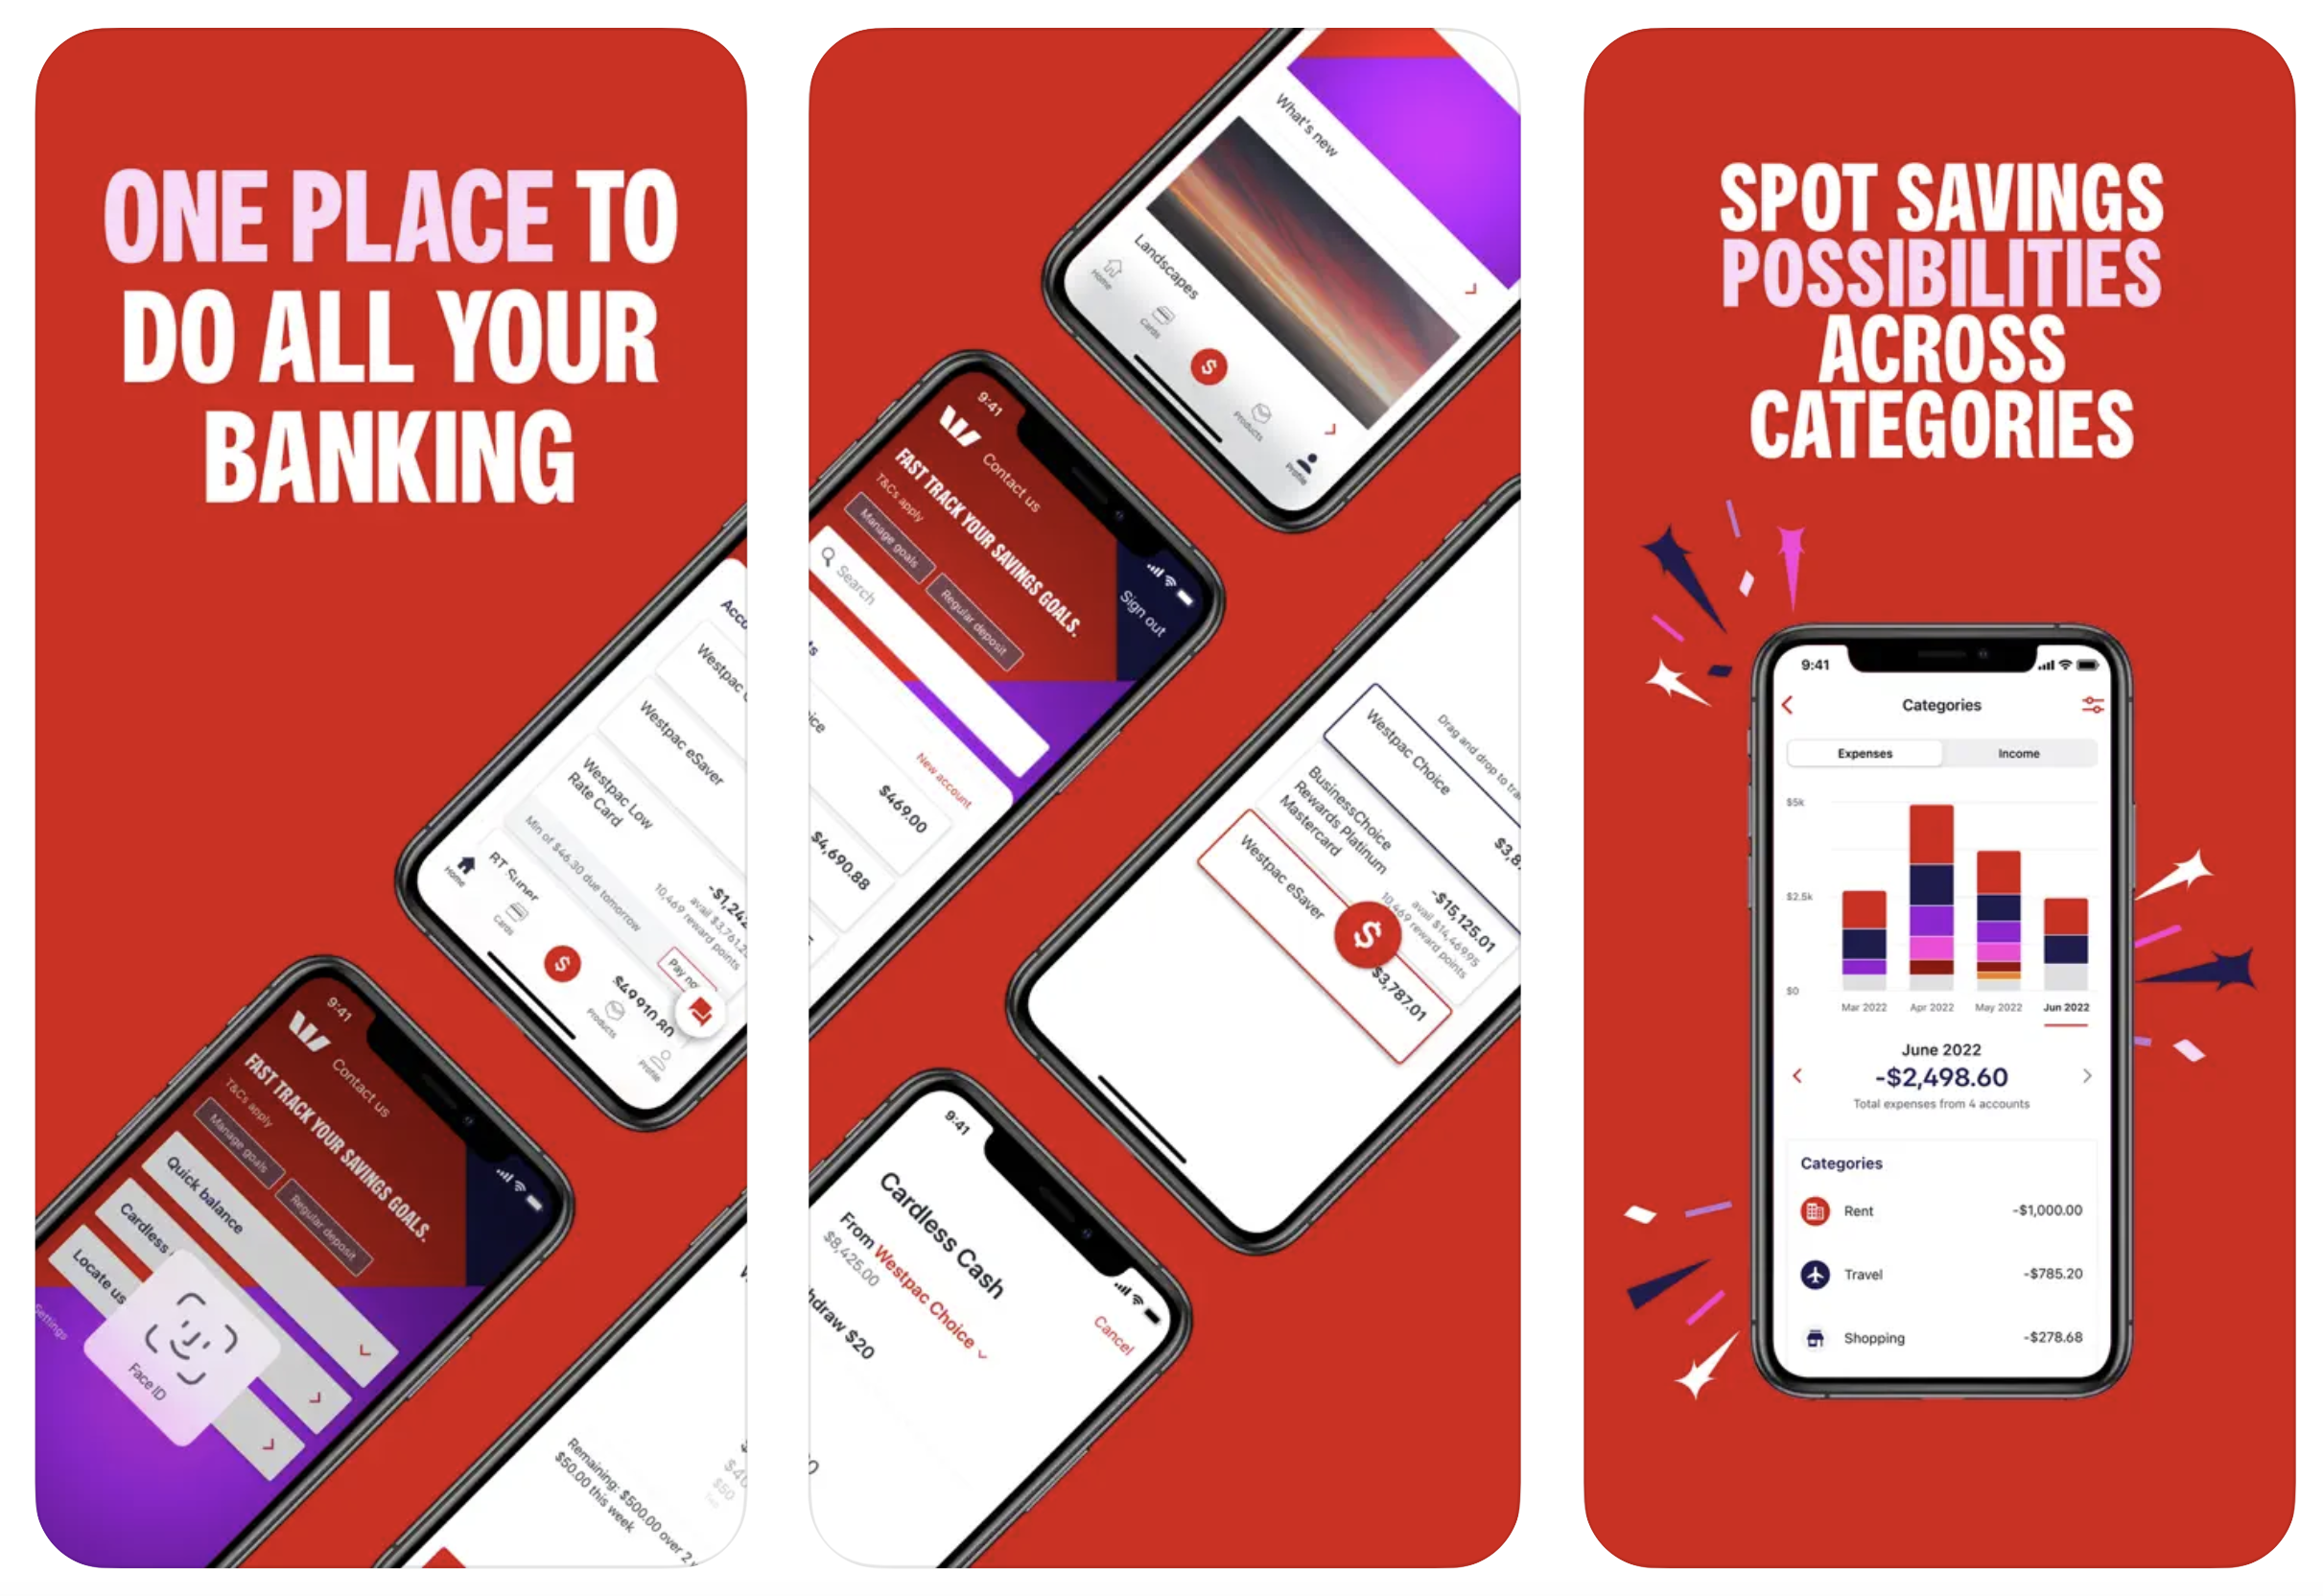 ONE PLACE TO
DO ALL YOUR
BANKING
Westpac
Westpac eSaver
Westpac Low
Rate Card
-$1,24
avail $3,761.2
10,469 reward points
Min of $46.30 due tomorrow
Pay
RT Super
$49910.80
Home
Cards
$
Products
Profile
9:41
Contact us
FAST TRACK YOUR SAVINGS GOALS.
T&Cs apply
Manage goals
Regular deposit
Quick balance
Cardless
Locate us
Settings
Face ID
Remaining: $500.00 over 2
$50.00 this week
What's new
Landscapes
Home
Cards
$
Products
Profile
9:41
Contact us
Sign out
FAST TRACK YOUR SAVINGS GOALS.
T&Cs apply
Manage goals
Regular deposit
Search
New account
$469.00
$4,690.88
Drag and drop to
Westpac Choice
$3,8
BusinessChoice
Rewards Platinum
Mastercard
-$15,125.01
avail $14,469.95
10,469 reward points
Westpac eSaver
$
$3,787.01
9:41
Cancel
Cardless Cash
From Westpac Choice
$8,425.00
hdraw $20
SPOT SAVINGS
POSSIBILITIES
ACROSS
CATEGORIES
9:41
Categories
Expenses Income
$5k
$2.5k
$0
Mar 2022 Apr 2022 May 2022 Jun 2022
June 2022
-$2,498.60
Total expenses from 4 accounts
Categories
Rent -$1,000.00
Travel -$785.20
Shopping -$278.68